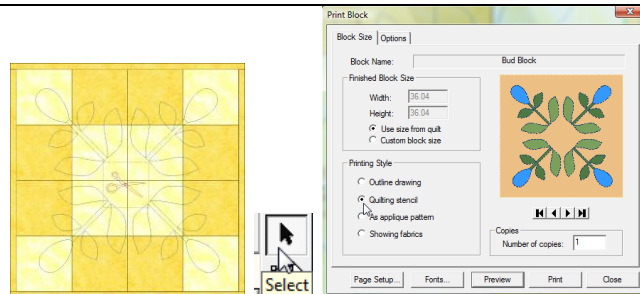 Select
Print Block
Block Size
Options
Block Name:
Bud Block
Finished Block Size
Width:
36.04
Height:
36.04
Use size from quilt
Custom block size
Printing Style
Outline drawing
Quilting stencil
As applique pattern
Showing fabrics
Copies
Number of copies:
1
Page Setup...
Fonts...
Preview
Print
Close